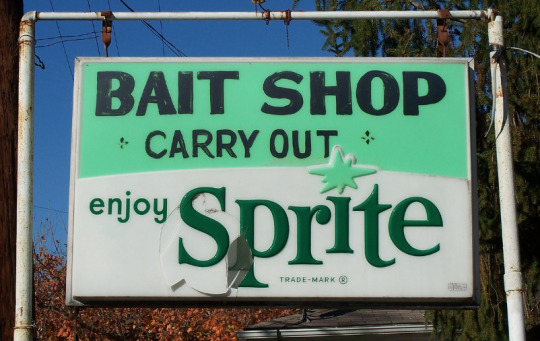 BAIT SHOP
CARRY OUT
enjoy Sprite
TRADE-MARK ®